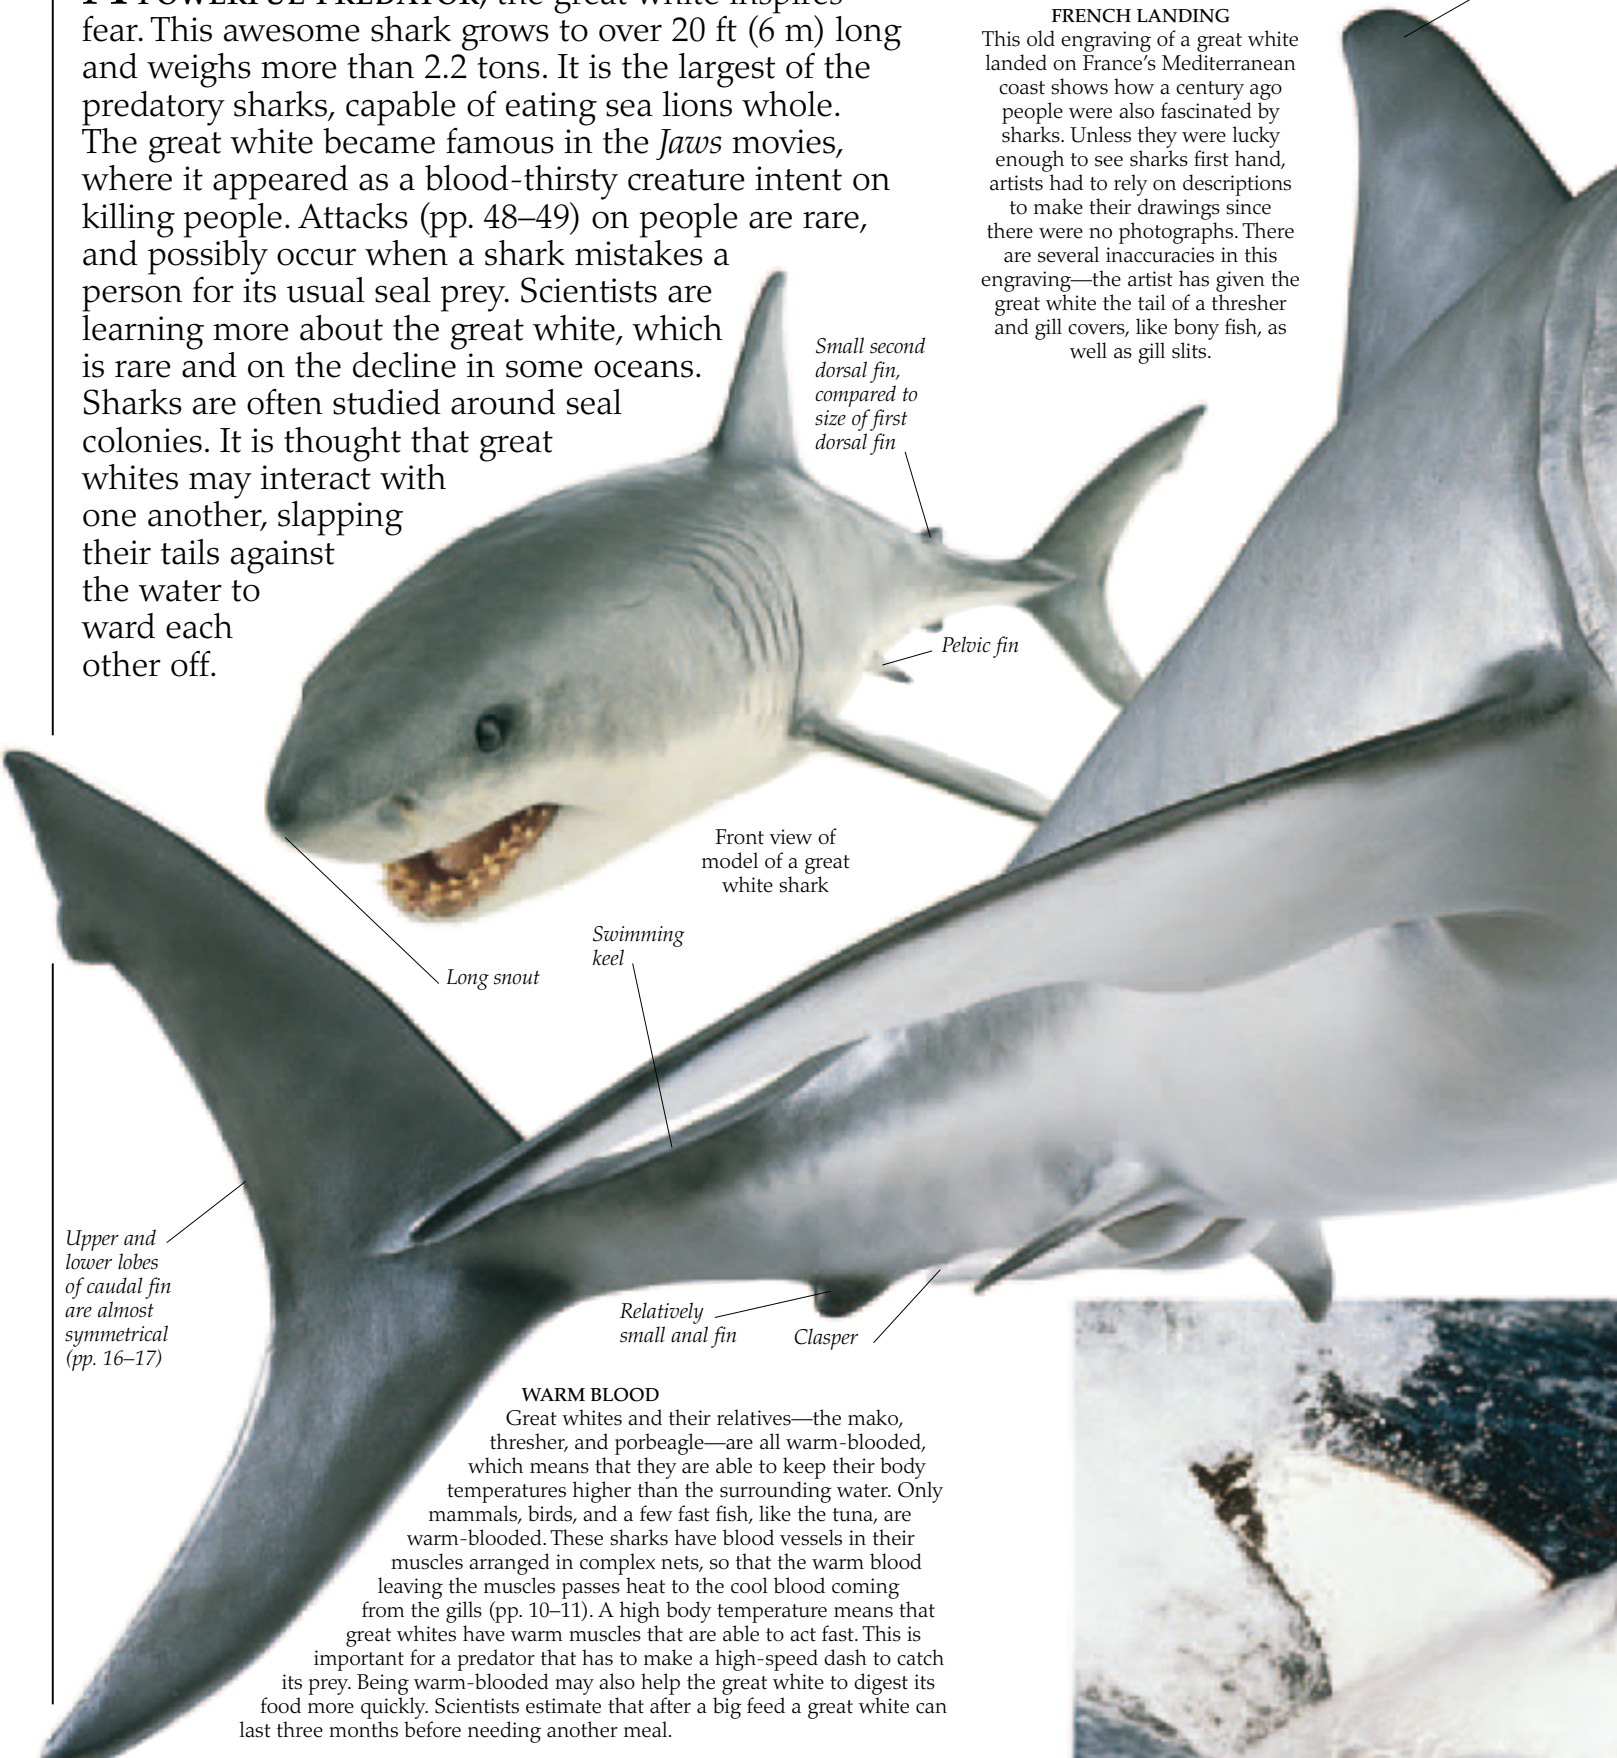 POWERFUL PREDATOR, the great white inspires
fear. This awesome shark grows to over 20 ft (6 m) long
and weighs more than 2.2 tons. It is the largest of the
predatory sharks, capable of eating sea lions whole.
The great white became famous in the Jaws movies,
where it appeared as a blood-thirsty creature intent on
killing people. Attacks (pp. 48–49) on people are rare,
and possibly occur when a shark mistakes a
person for its usual seal prey. Scientists are
learning more about the great white, which
is rare and on the decline in some oceans.
Sharks are often studied around seal
colonies. It is thought that great
whites may interact with
one another, slapping
their tails against
the water to
ward each
other off.
FRENCH LANDING
This old engraving of a great white
landed on France's Mediterranean
coast shows how a century ago
people were also fascinated by
sharks. Unless they were lucky
enough to see sharks first hand,
artists had to rely on descriptions
to make their drawings since
there were no photographs. There
are several inaccuracies in this
engraving—the artist has given the
great white the tail of a thresher
and gill covers, like bony fish, as
well as gill slits.
Small second
dorsal fin,
compared to
size of first
dorsal fin
Pelvic fin
Front view of
model of a great
white shark
Long snout
Swimming
keel
Upper and
lower lobes
of caudal fin
are almost
symmetrical
(pp. 16–17)
Relatively
small anal fin
Clasper
WARM BLOOD
Great whites and their relatives—the mako,
thresher, and porbeagle—are all warm-blooded,
which means that they are able to keep their body
temperatures higher than the surrounding water. Only
mammals, birds, and a few fast fish, like the tuna, are
warm-blooded. These sharks have blood vessels in their
muscles arranged in complex nets, so that the warm blood
leaving the muscles passes heat to the cool blood coming
from the gills (pp. 10–11). A high body temperature means that
great whites have warm muscles that are able to act fast. This is
important for a predator that has to make a high-speed dash to catch
its prey. Being warm-blooded may also help the great white to digest its
food more quickly. Scientists estimate that after a big feed a great white can
last three months before needing another meal.